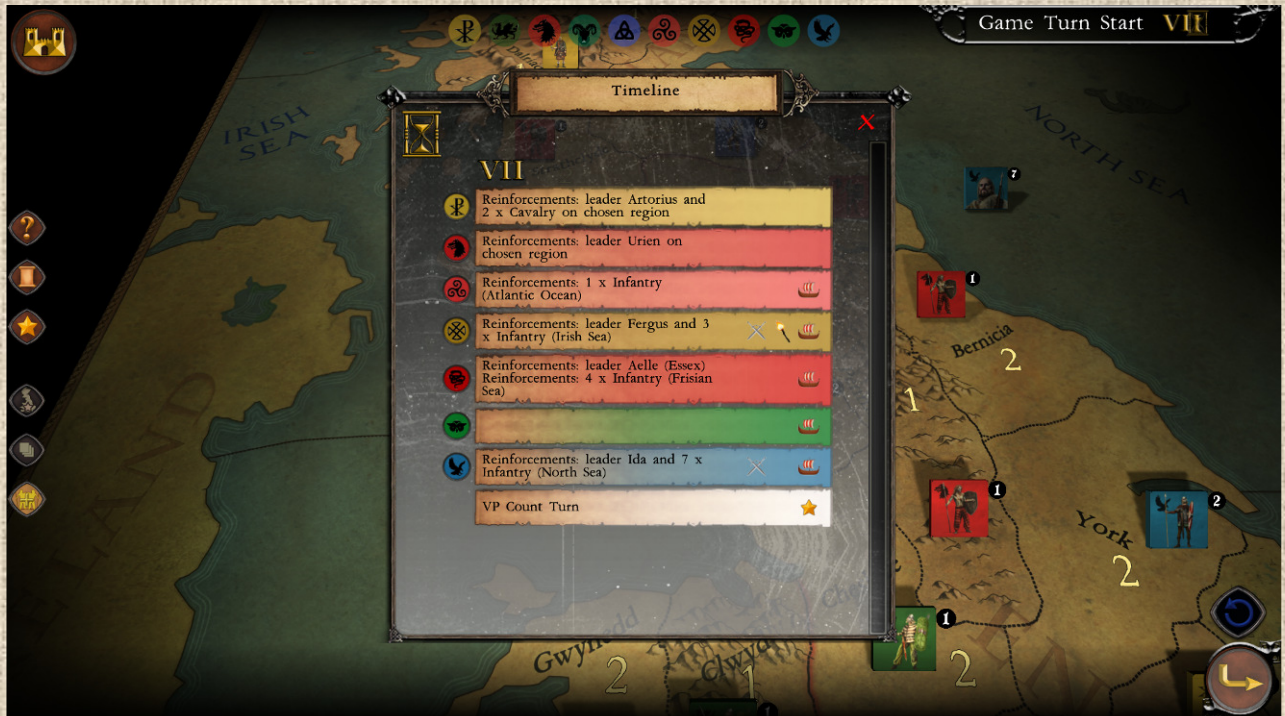 Game Turn Start VII
Timeline
IRISH
SEA
NORTH SEA
7
VII
Reinforcements: leader Artorius and
2 x Cavalry on chosen region
Reinforcements: leader Urien on
chosen region
1
Reinforcements: 1 x Infantry
(Atlantic Ocean)
Reinforcements: leader Fergus and 3
x Infantry (Irish Sea)
Bernicia
2
Reinforcements: leader Aelle (Essex)
Reinforcements: 4 x Infantry (Frisian
Sea)
1
Reinforcements: leader Ida and 7 x
Infantry (North Sea)
1
2
VP Count Turn
York
2
1
Gwynedd
2
Clwyd
1
2
1